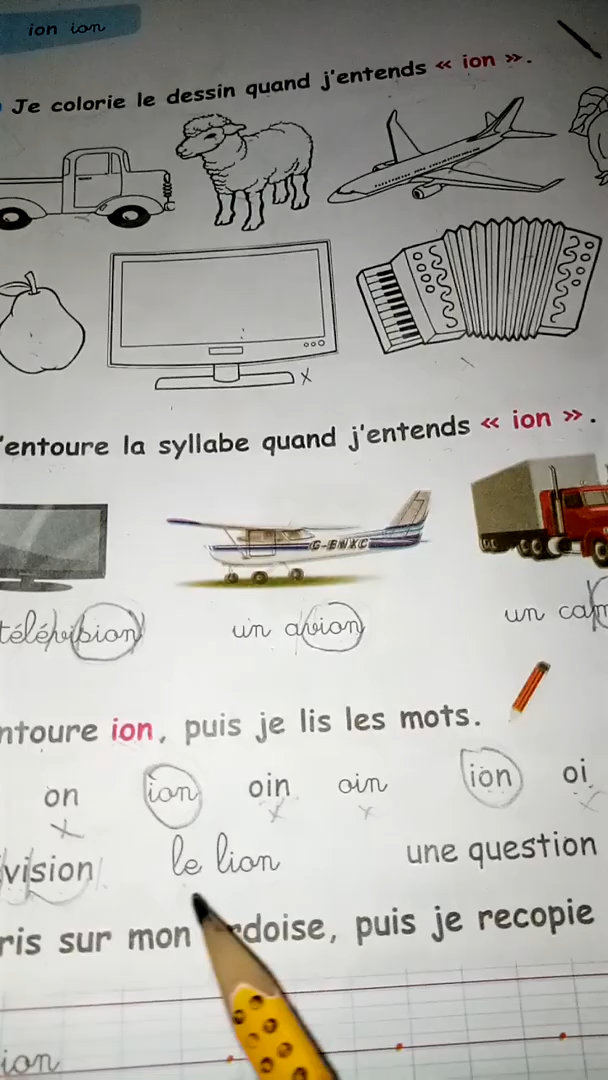 ion ion
Je colorie le dessin quand j'entends « ion ».
x
'entoure la syllabe quand j'entends « ion ».
G-BWXC
télévision
un avion
un cam
ntoure ion, puis je lis les mots.
on ion oin oin ion oi
vision le lion une question
ris sur mon rdoise, puis je recopie
ion